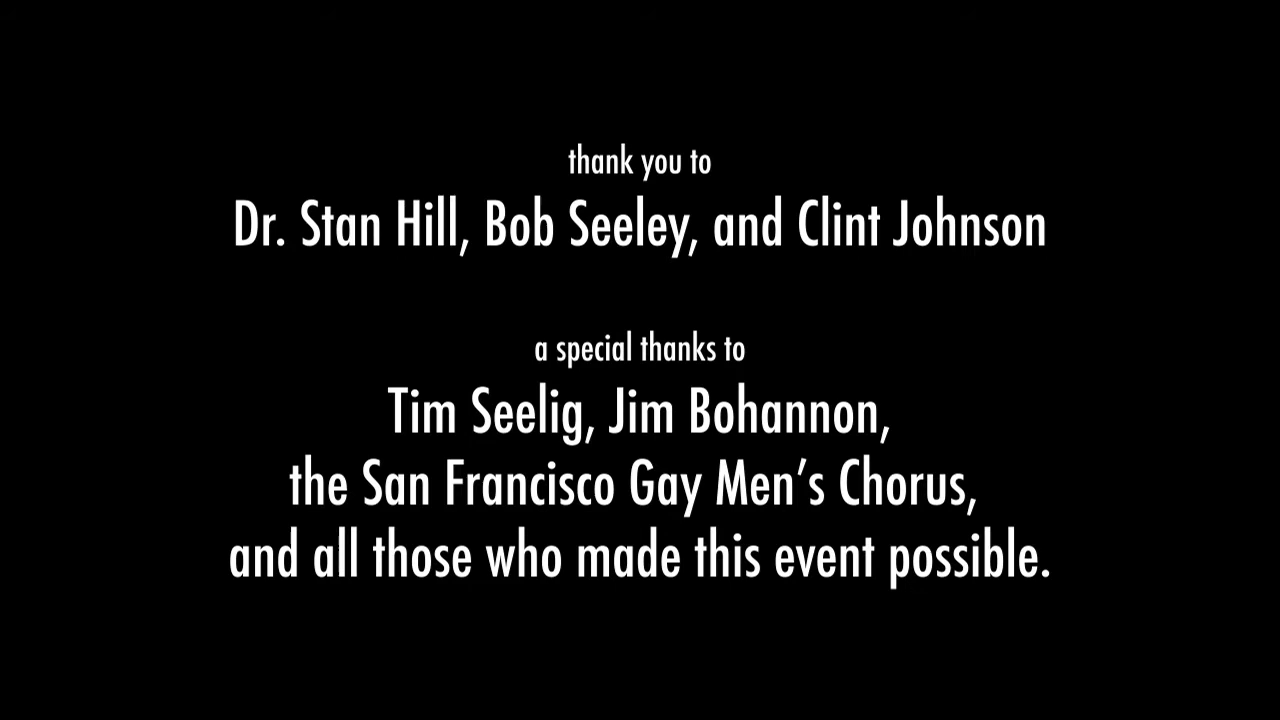 thank you to
Dr. Stan Hill, Bob Seeley, and Clint Johnson
a special thanks to
Tim Seelig, Jim Bohannon,
the San Francisco Gay Men’s Chorus,
and all those who made this event possible.